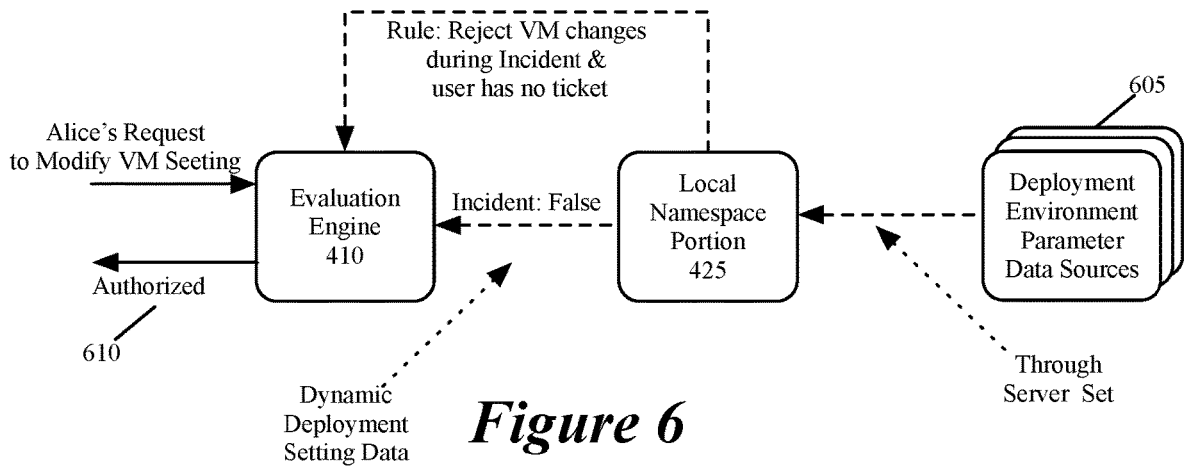 Rule: Reject VM changes
during Incident &
user has no ticket
605
Alice's Request
to Modify VM Seeting
Evaluation
Engine
410
Incident: False
Local
Namespace
Portion
425
Deployment
Environment
Parameter
Data Sources
Authorized
610
Dynamic
Deployment
Setting Data
Through
Server Set
Figure 6